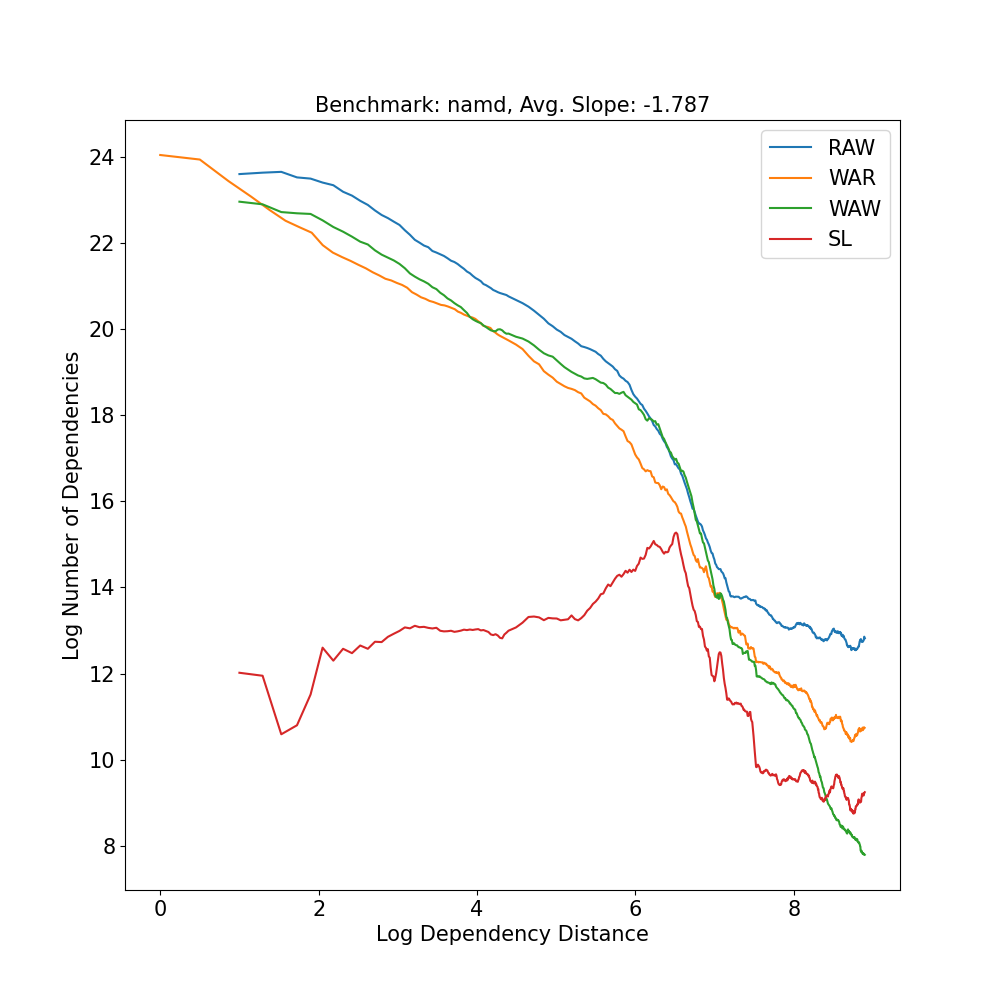 Benchmark: namd, Avg. Slope: -1.787
RAW
WAR
WAW
SL
Log Number of Dependencies
24
22
20
18
16
14
12
10
8
0 2 4 6 8
Log Dependency Distance